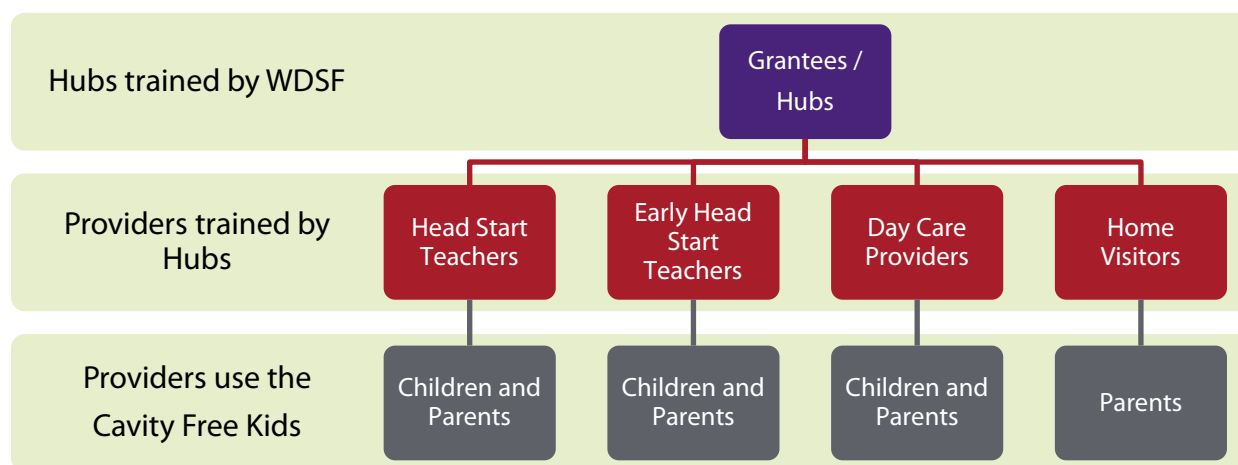 Hubs trained by WDSF
Grantees /
Hubs
Providers trained by
Hubs
Head Start
Teachers
Early Head
Start
Teachers
Day Care
Providers
Home
Visitors
Providers use the
Cavity Free Kids
Children and
Parents
Children and
Parents
Children and
Parents
Parents